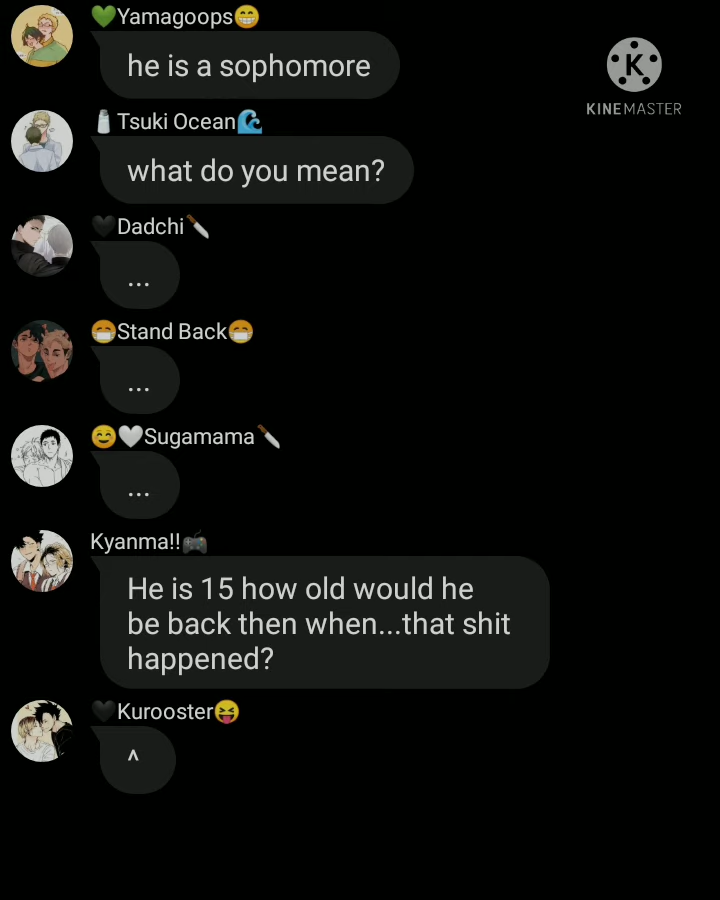 💚Yamagoops😁
he is a sophomore
K
KINEMASTER
🧂Tsuki Ocean🌊
what do you mean?
🖤Dadchi🔪
...
😷Stand Back😷
...
😊🤍Sugamama🔪
...
Kyanma!!🎮
He is 15 how old would he
be back then when...that shit
happened?
🖤Kurooster😝
^